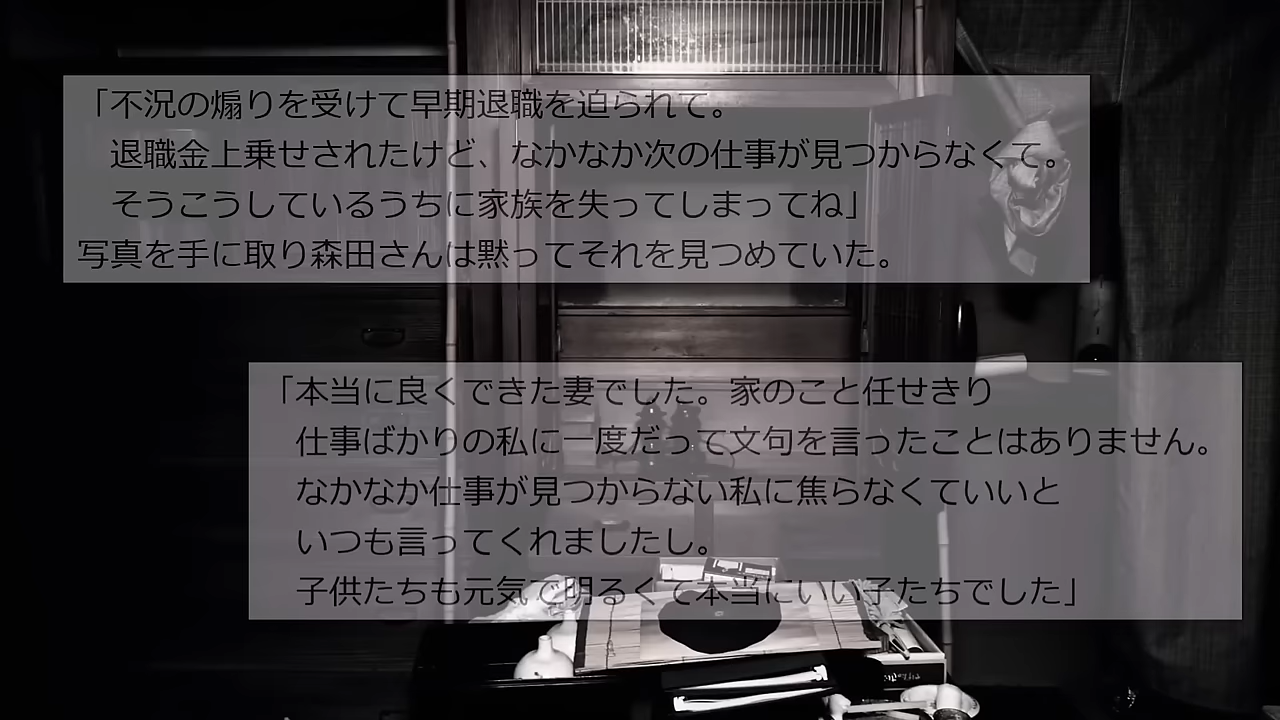 「不況の煽りを受けて早期退職を迫られて。
退職金上乗せされたけど、なかなか次の仕事が見つからなくて。
そうこうしているうちに家族を失ってしまってね」
写真を手に取り森田さんは黙ってそれを見つめていた。
「本当に良くできた妻でした。家のこと任せきり
仕事ばかりの私に一度だって文句を言ったことはありません。
なかなか仕事が見つからない私に焦らなくていいと
いつも言ってくれましたし。
子供たちも元気で明るくて本当にいい子たちでした」